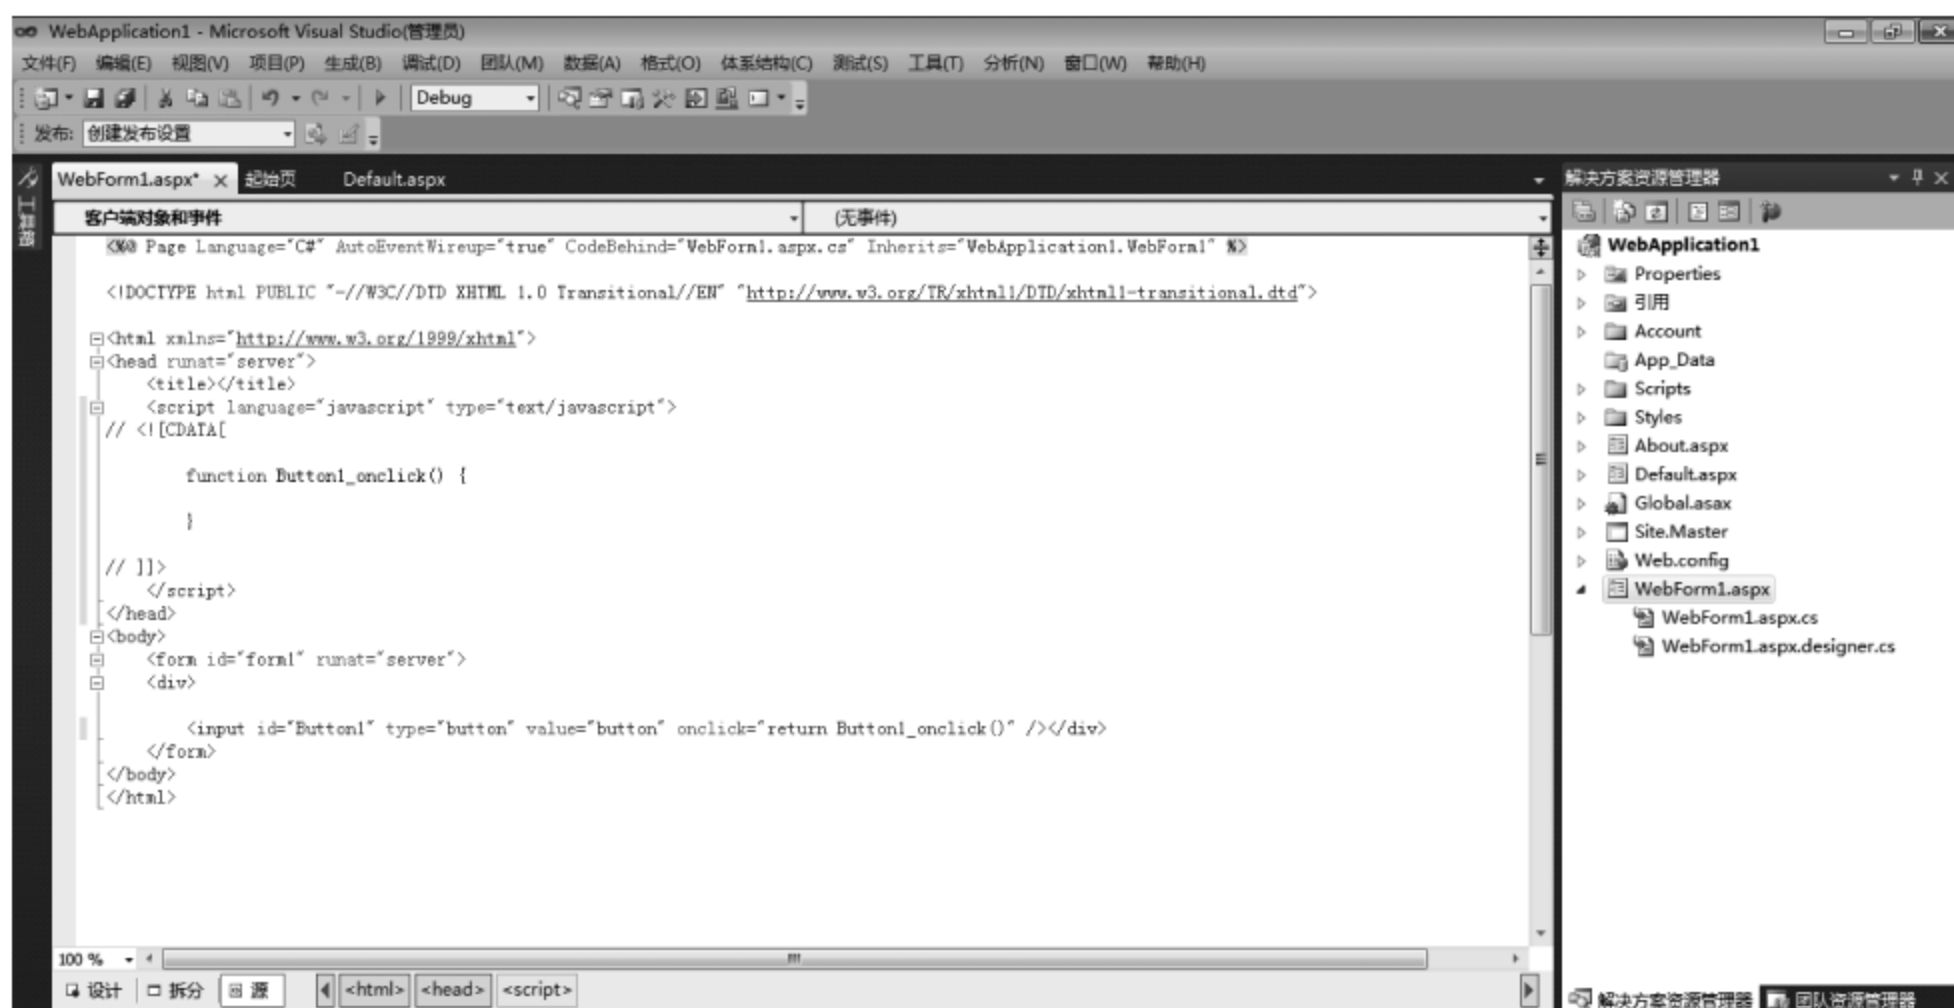 WebApplication1 - Microsoft Visual Studio(管理员)
文件(F) 编辑(E) 视图(V) 项目(P) 生成(B) 调试(D) 团队(M) 数据(A) 格式(O) 体系结构(C) 测试(S) 工具(T) 分析(N) 窗口(W) 帮助(H)
Debug
发布: 创建发布设置
工具箱
WebForm1.aspx* 起始页 Default.aspx
客户端对象和事件 (无事件)
<%@ Page Language="C#" AutoEventWireup="true" CodeBehind="WebForm1.aspx.cs" Inherits="WebApplication1.WebForm1" %>
<!DOCTYPE html PUBLIC "-//W3C//DTD XHTML 1.0 Transitional//EN" "http://www.w3.org/TR/xhtml1/DTD/xhtml1-transitional.dtd">
<html xmlns="http://www.w3.org/1999/xhtml">
<head runat="server">
<title></title>
<script language="javascript" type="text/javascript">
// <![CDATA[
function Button1_onclick() {
}
// ]]>
</script>
</head>
<body>
<form id="form1" runat="server">
<div>
<input id="Button1" type="button" value="button" onclick="return Button1_onclick()" /></div>
</form>
</body>
</html>
100 %
设计 拆分 源 <html> <head> <script>
解决方案资源管理器
WebApplication1
Properties
引用
Account
App_Data
Scripts
Styles
About.aspx
Default.aspx
Global.asax
Site.Master
Web.config
WebForm1.aspx
WebForm1.aspx.cs
WebForm1.aspx.designer.cs
解决方案资源管理器 团队资源管理器